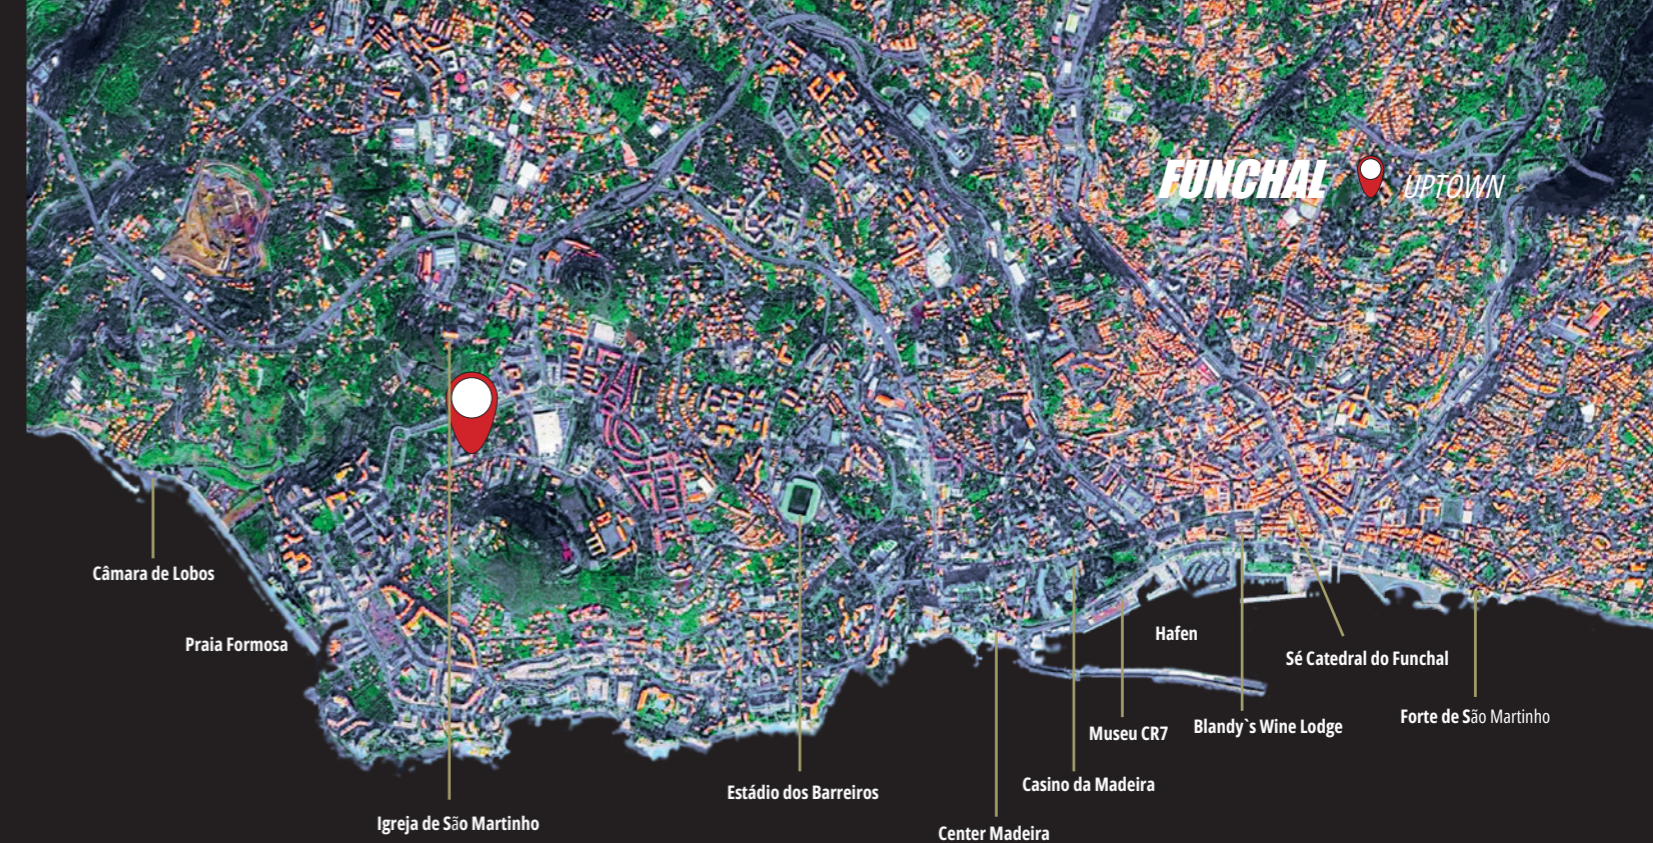 FUNCHAL UPTOWN
Câmara de Lobos
Praia Formosa
Hafen
Sé Catedral do Funchal
Forte de São Martinho
Blandy`s Wine Lodge
Museu CR7
Casino da Madeira
Estádio dos Barreiros
Igreja de São Martinho
Center Madeira